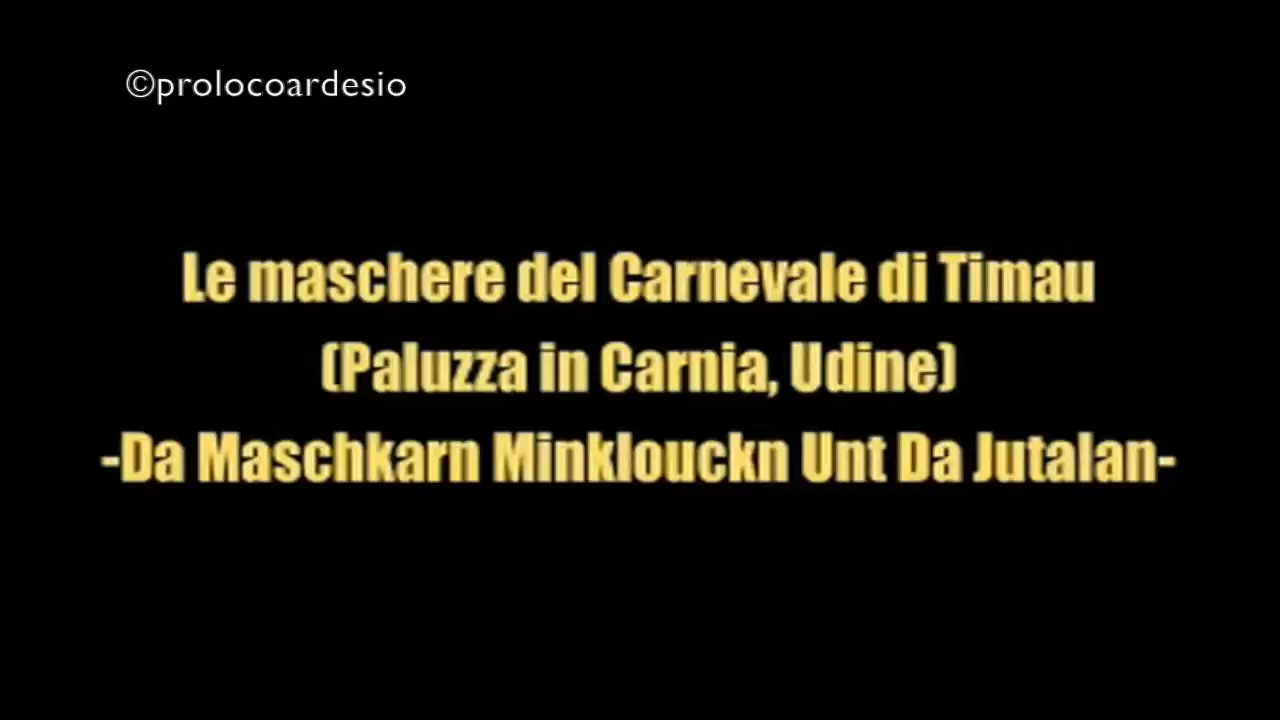 ©prolocoardesio
Le maschere del Carnevale di Timau
(Paluzza in Carnia, Udine)
-Da Maschkarn Minklouckn Unt Da Jutalan-